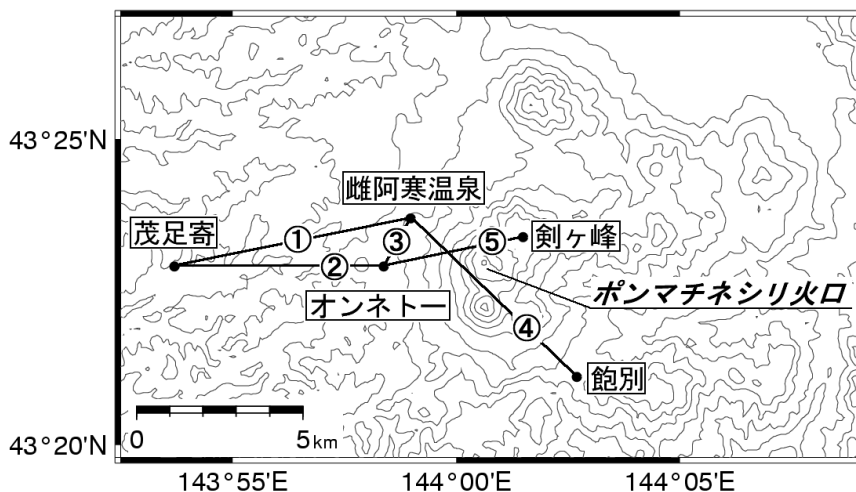 43°25'N
雌阿寒温泉
茂足寄
①
③
⑤
剣ヶ峰
②
オンネトー
ポンマチネシリ火口
④
飽別
0
5km
43°20'N
143°55'E
144°00'E
144°05'E